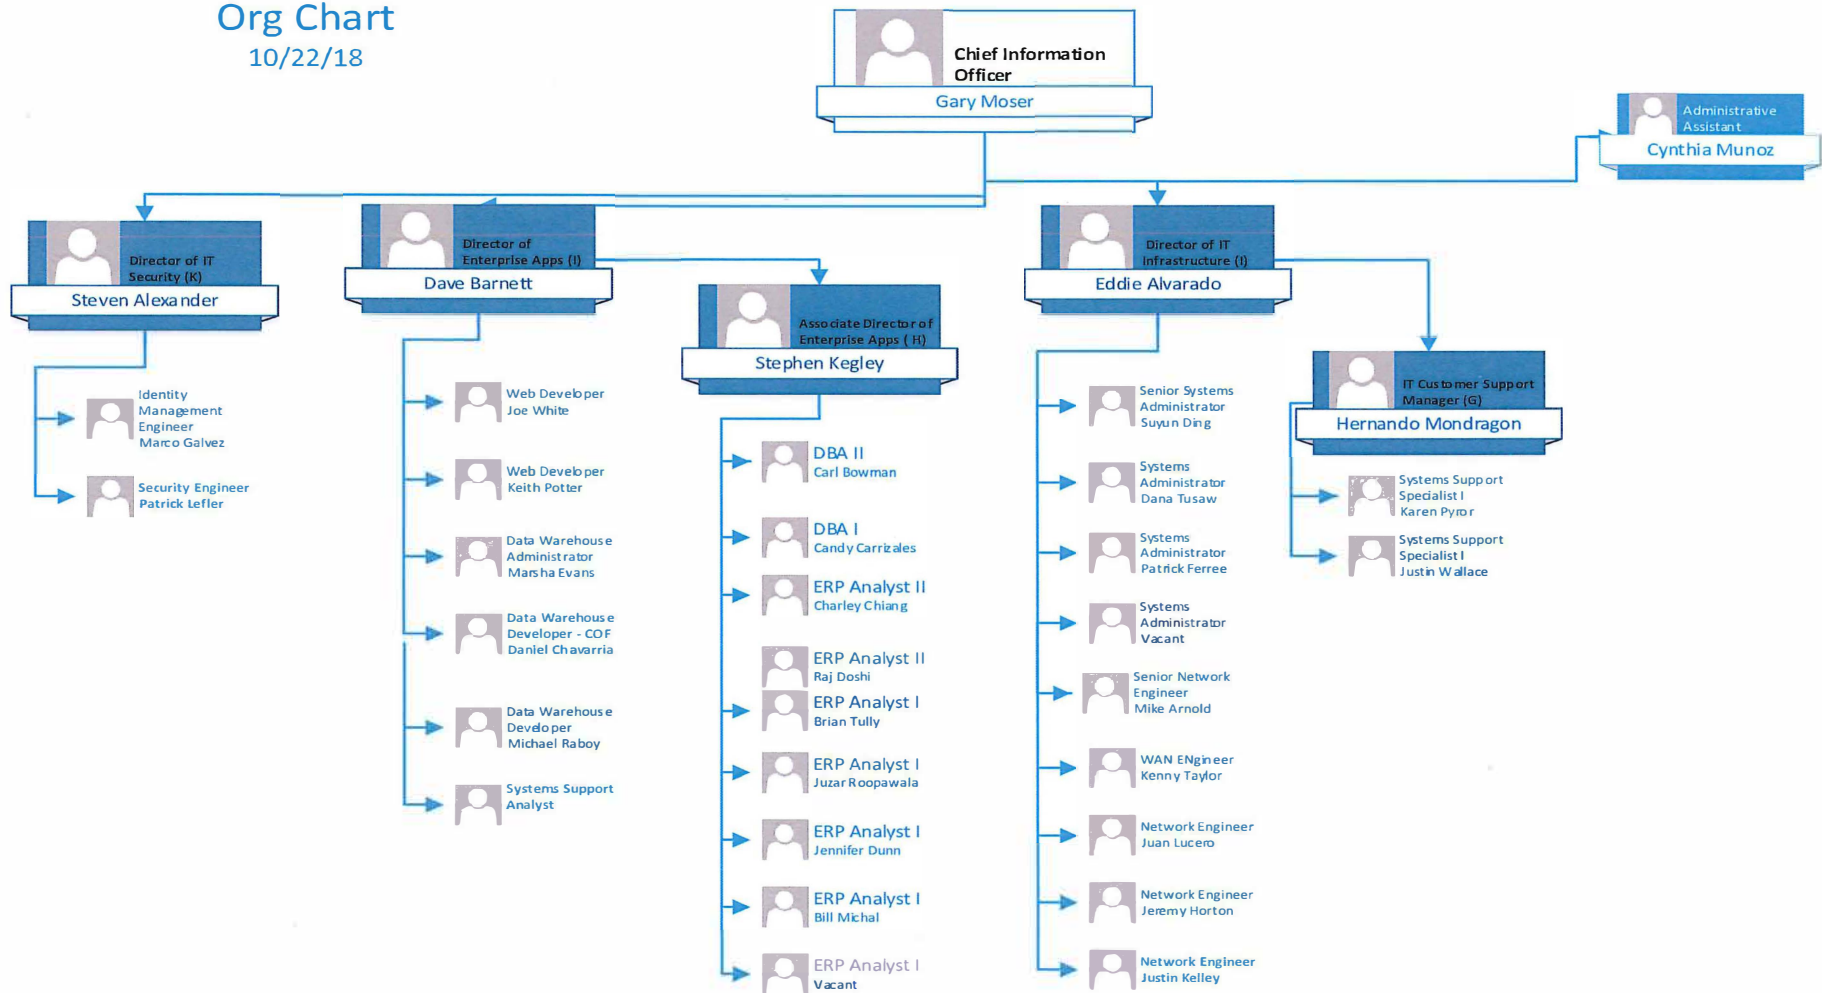 Org Chart
10/22/18
Chief Information
Officer
Gary Moser
Administrative
Assistant
Cynthia Munoz
Director of IT
Security (K)
Steven Alexander
Identity
Management
Engineer
Marco Galvez
Security Engineer
Patrick Lefler
Director of
Enterprise Apps (I)
Dave Barnett
Web Developer
Joe White
Web Developer
Keith Potter
Data Warehouse
Administrator
Marsha Evans
Data Warehouse
Developer - COF
Daniel Chavarria
Data Warehouse
Developer
Michael Raboy
Systems Support
Analyst
Associate Director of
Enterprise Apps ( H)
Stephen Kegley
DBA II
Carl Bowman
DBA I
Candy Carrizales
ERP Analyst II
Charley Chiang
ERP Analyst II
Raj Doshi
ERP Analyst I
Brian Tully
ERP Analyst I
Juzar Roopawala
ERP Analyst I
Jennifer Dunn
ERP Analyst I
Bill Michal
ERP Analyst I
Vacant
Director of IT
Infrastructure (I)
Eddie Alvarado
Senior Systems
Administrator
Suyun Ding
Systems
Administrator
Dana Tusaw
Systems
Administrator
Patrick Ferree
Systems
Administrator
Vacant
Senior Network
Engineer
Mike Arnold
WAN ENgineer
Kenny Taylor
Network Engineer
Juan Lucero
Network Engineer
Jeremy Horton
Network Engineer
Justin Kelley
IT Customer Support
Manager (G)
Hernando Mondragon
Systems Support
Specialist I
Karen Pyror
Systems Support
Specialist I
Justin Wallace